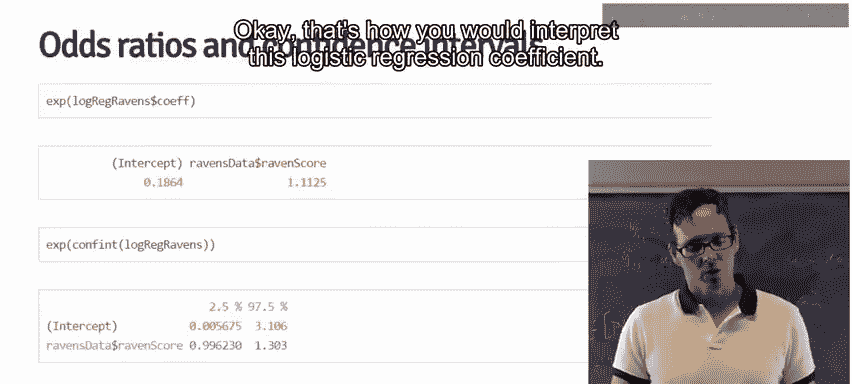 Okay, that's how you would interpret
this logistic regression coefficient.
Odds ratios and confidence intervals
exp(logRegRavens$coeff)
(Intercept) ravensData$ravenScore
0.1864 1.1125
exp(confint(logRegRavens))
2.5 % 97.5 %
(Intercept) 0.005675 3.106
ravensData$ravenScore 0.996230 1.303